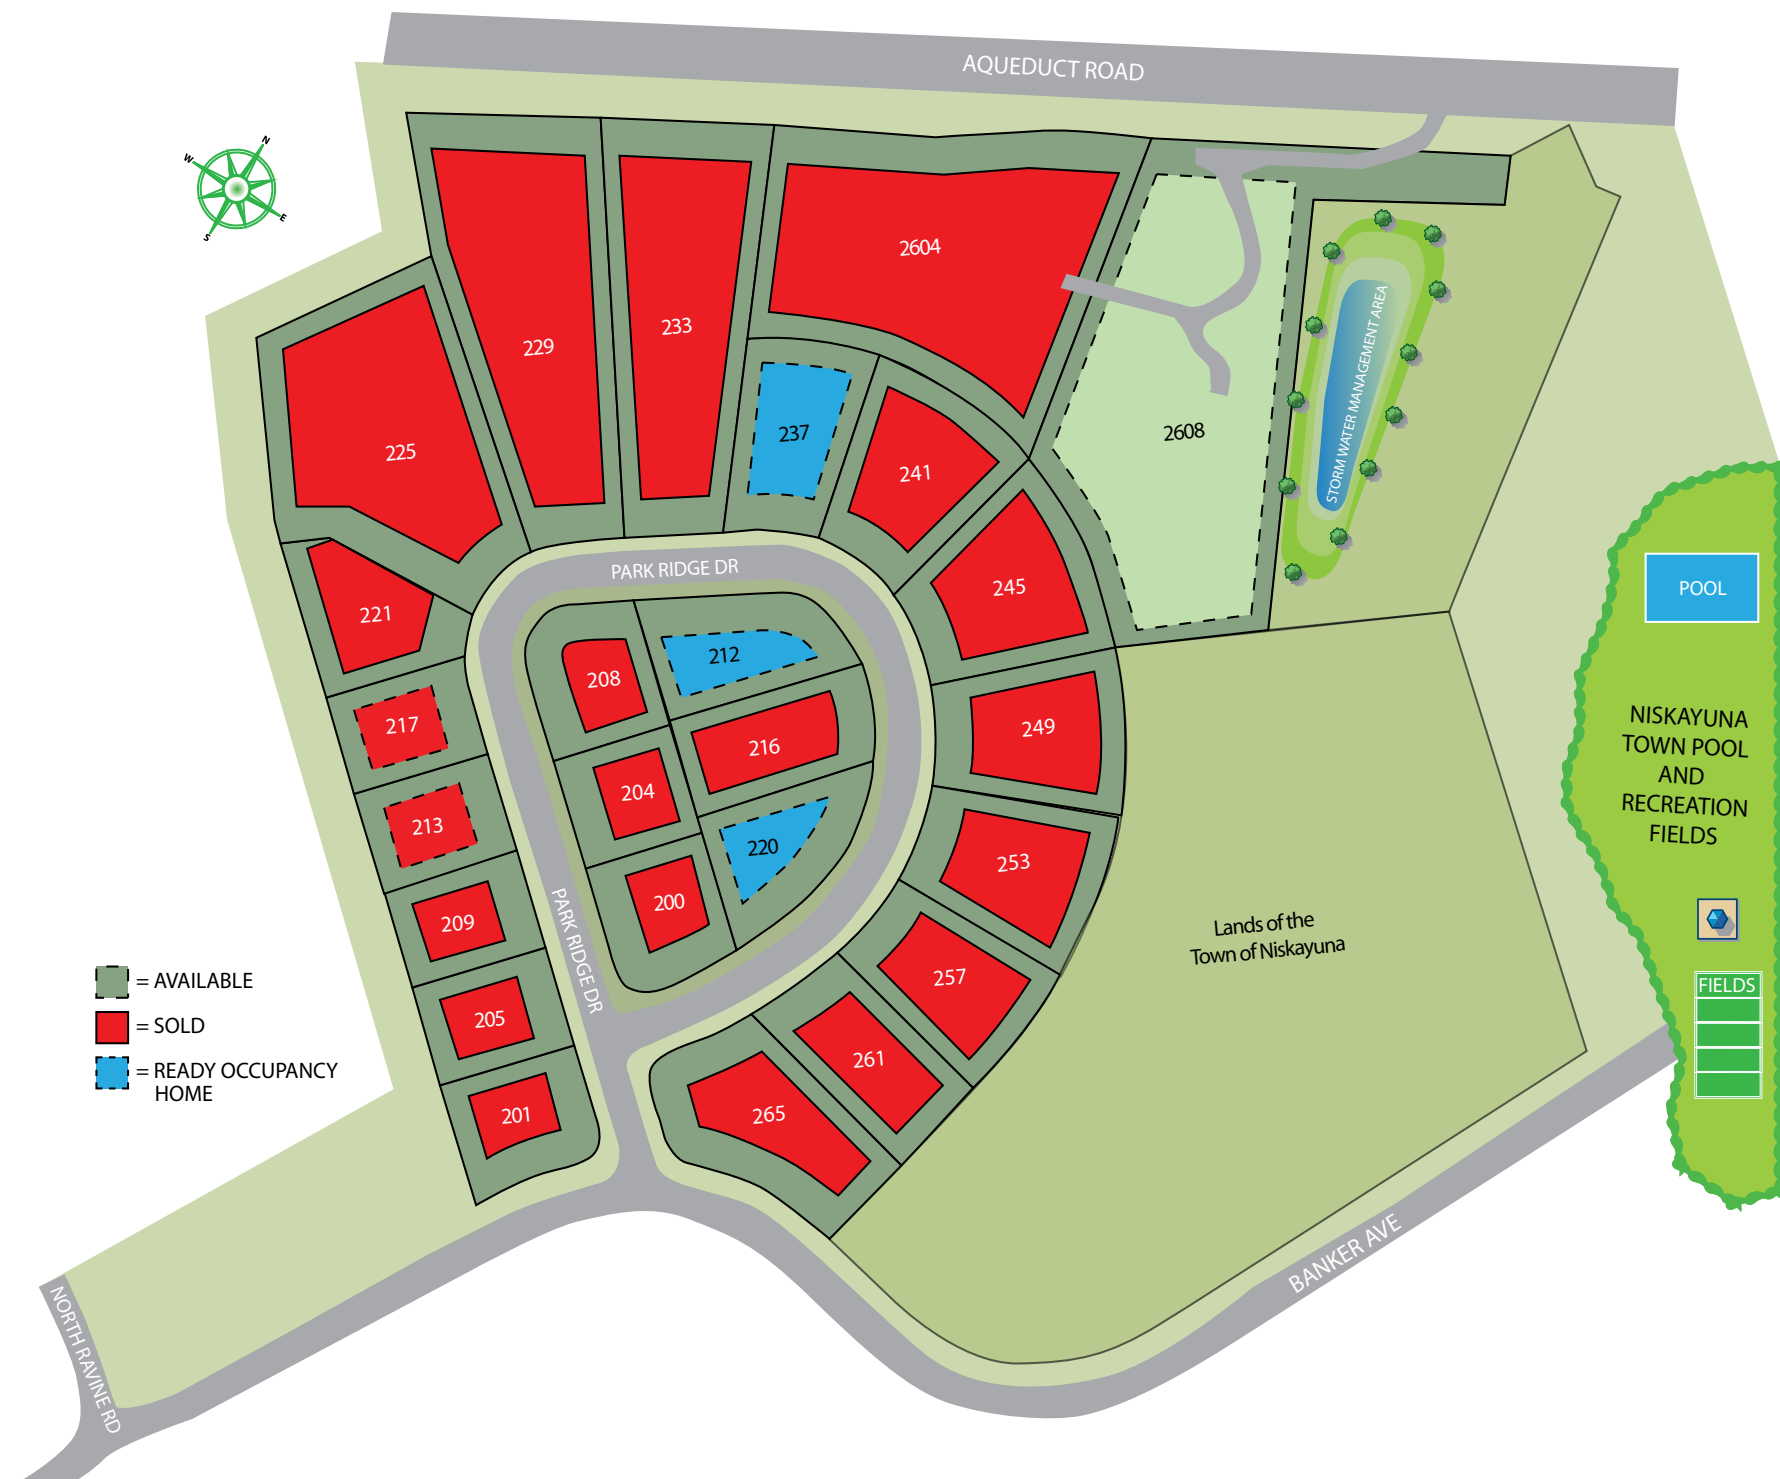 AQUEDUCT ROAD
N
W
E
S
2604
229
233
225
237
241
2608
STORM WATER MANAGEMENT AREA
PARK RIDGE DR
245
221
POOL
208
212
217
216
249
NISKAYUNA
TOWN POOL
AND
RECREATION
FIELDS
204
213
220
253
200
209
PARK RIDGE DR
257
Lands of the
Town of Niskayuna
FIELDS
= AVAILABLE
= SOLD
= READY OCCUPANCY
HOME
205
261
201
265
BANKER AVE
NORTH RAVINE RD